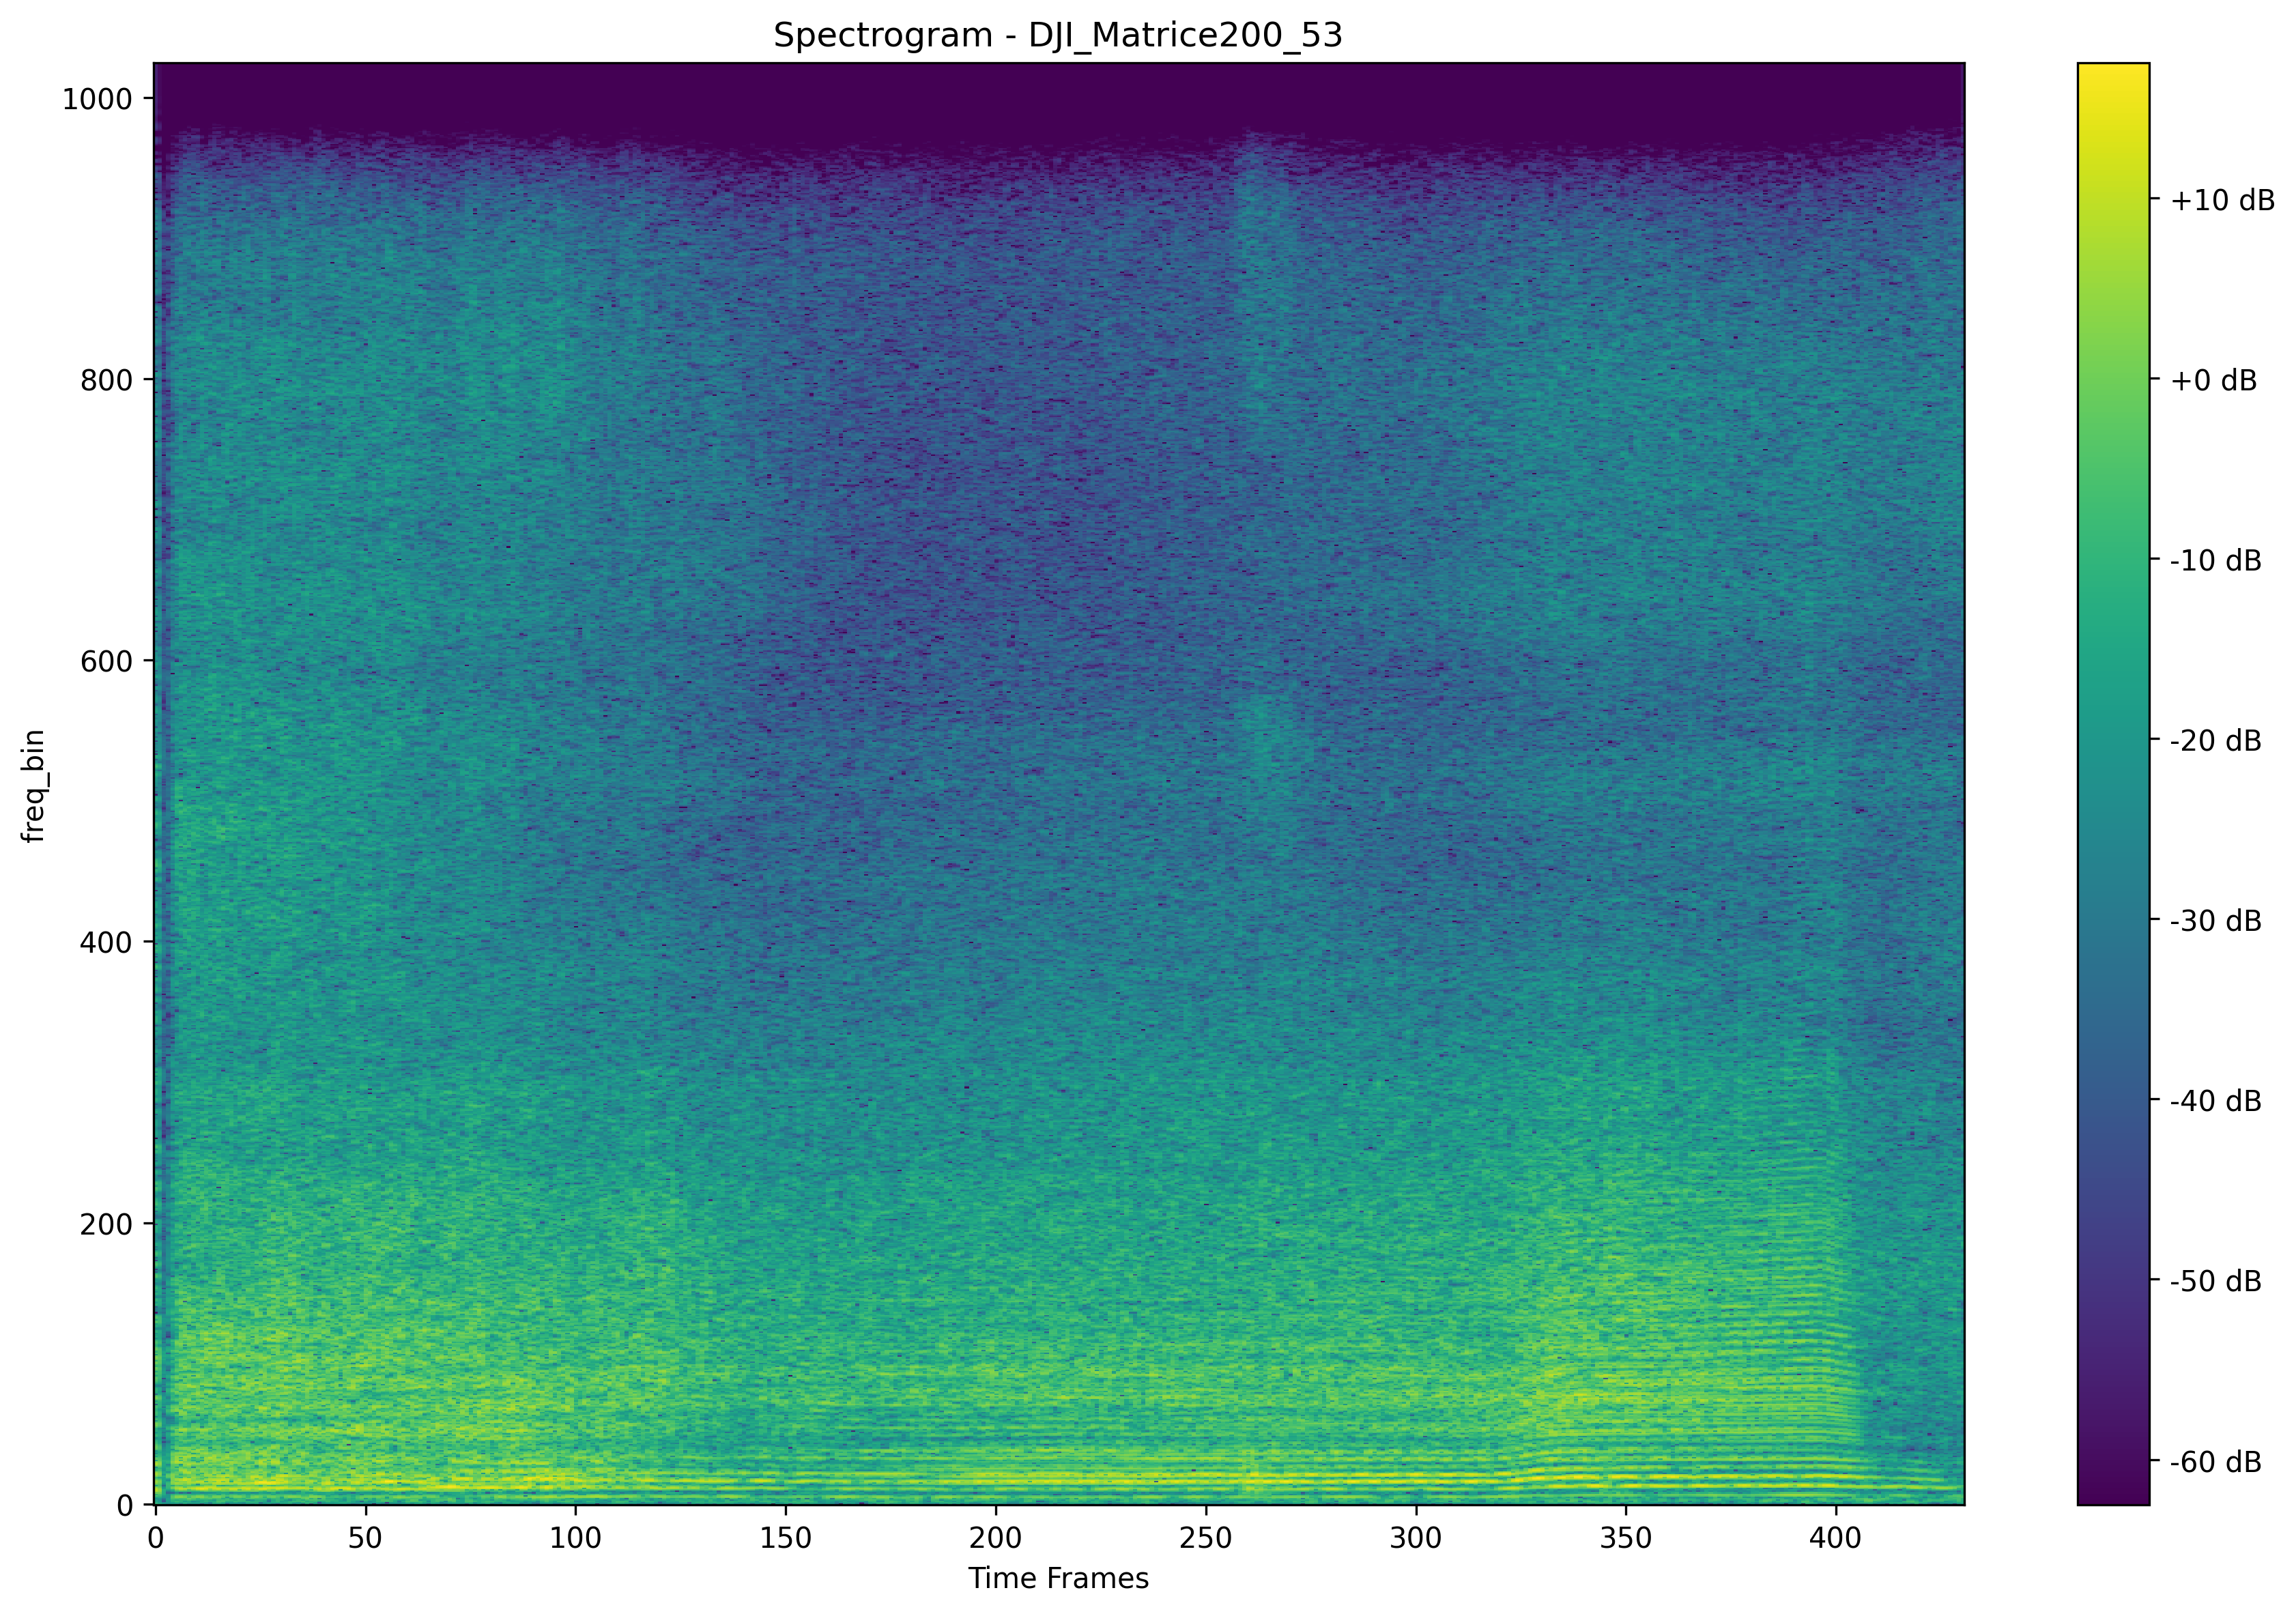 Spectrogram - DJI_Matrice200_53
1000
800
600
400
200
0
freq_bin
0 50 100 150 200 250 300 350 400
Time Frames
+10 dB
+0 dB
-10 dB
-20 dB
-30 dB
-40 dB
-50 dB
-60 dB